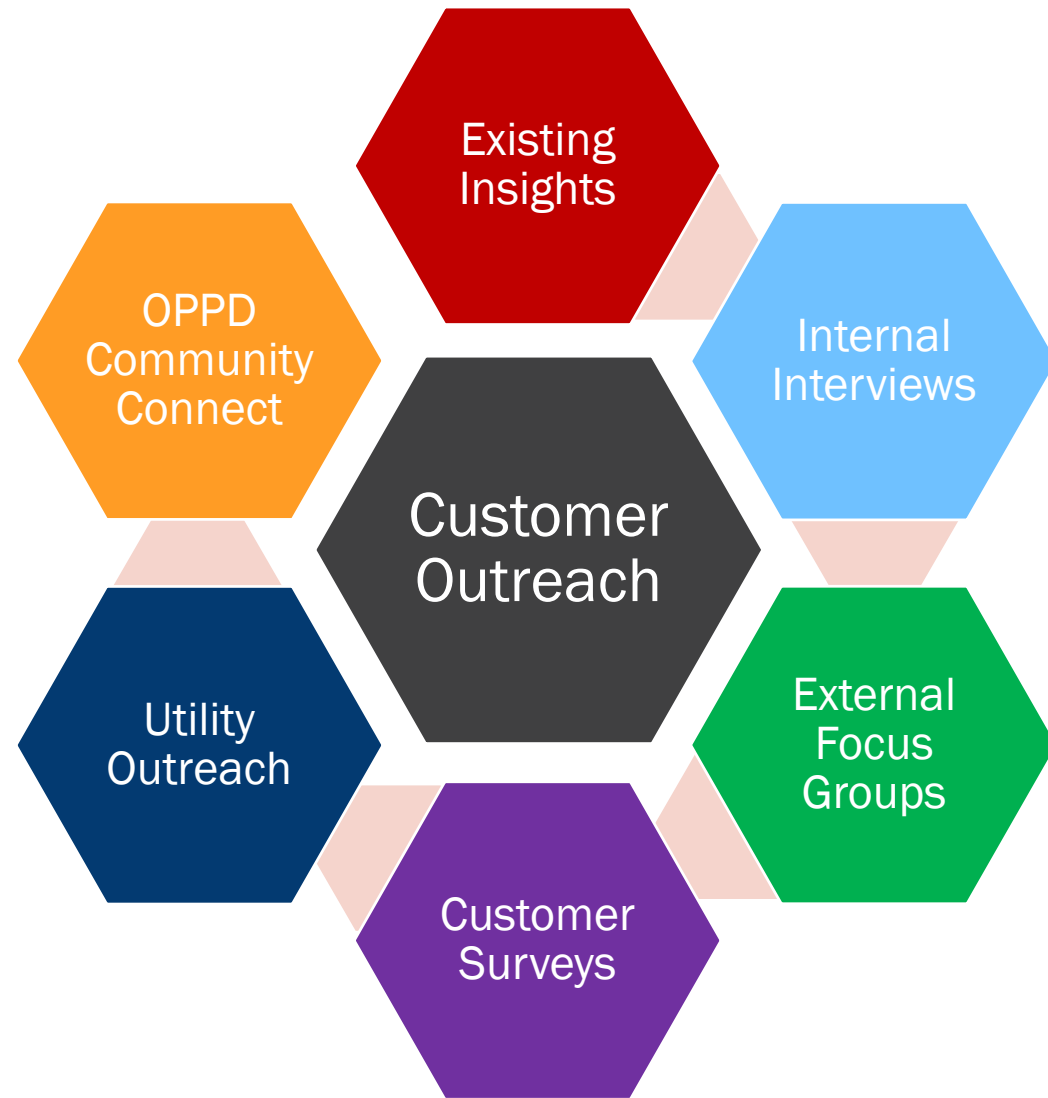 Existing
Insights
Internal
Interviews
External
Focus
Groups
Customer
Surveys
Utility
Outreach
OPPD
Community
Connect
Customer
Outreach